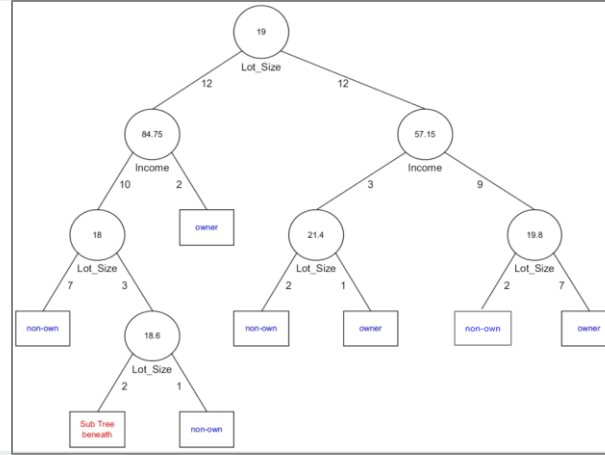 19
Lot_Size
12
12
84.75
57.15
Income
Income
10
2
3
9
owner
18
21.4
19.8
Lot_Size
Lot_Size
Lot_Size
7
3
2
1
2
7
non-own
18.6
non-own
owner
non-own
owner
Lot_Size
2
1
Sub Tree
beneath
non-own